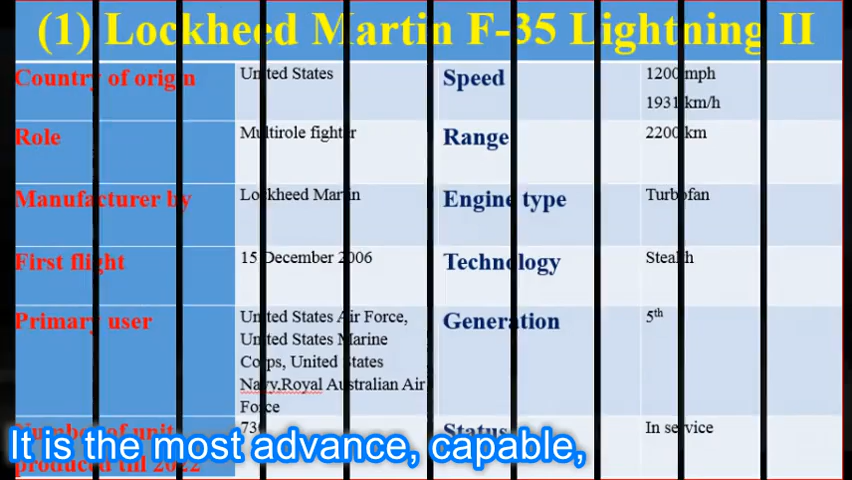 (1) Lockheed Martin F-35 Lightning II
Country of origin United States Speed 1200 mph
1931 km/h
Role Multirole fighter Range 2200 km
Manufacturer by Lockheed Martin Engine type Turbofan
First flight 15 December 2006 Technology Stealth
Primary user United States Air Force, Generation 5th
United States Marine
Corps, United States
Navy,Royal Australian Air
Force
Number of unit Status In service
produced till 2022
It is the most advance, capable,